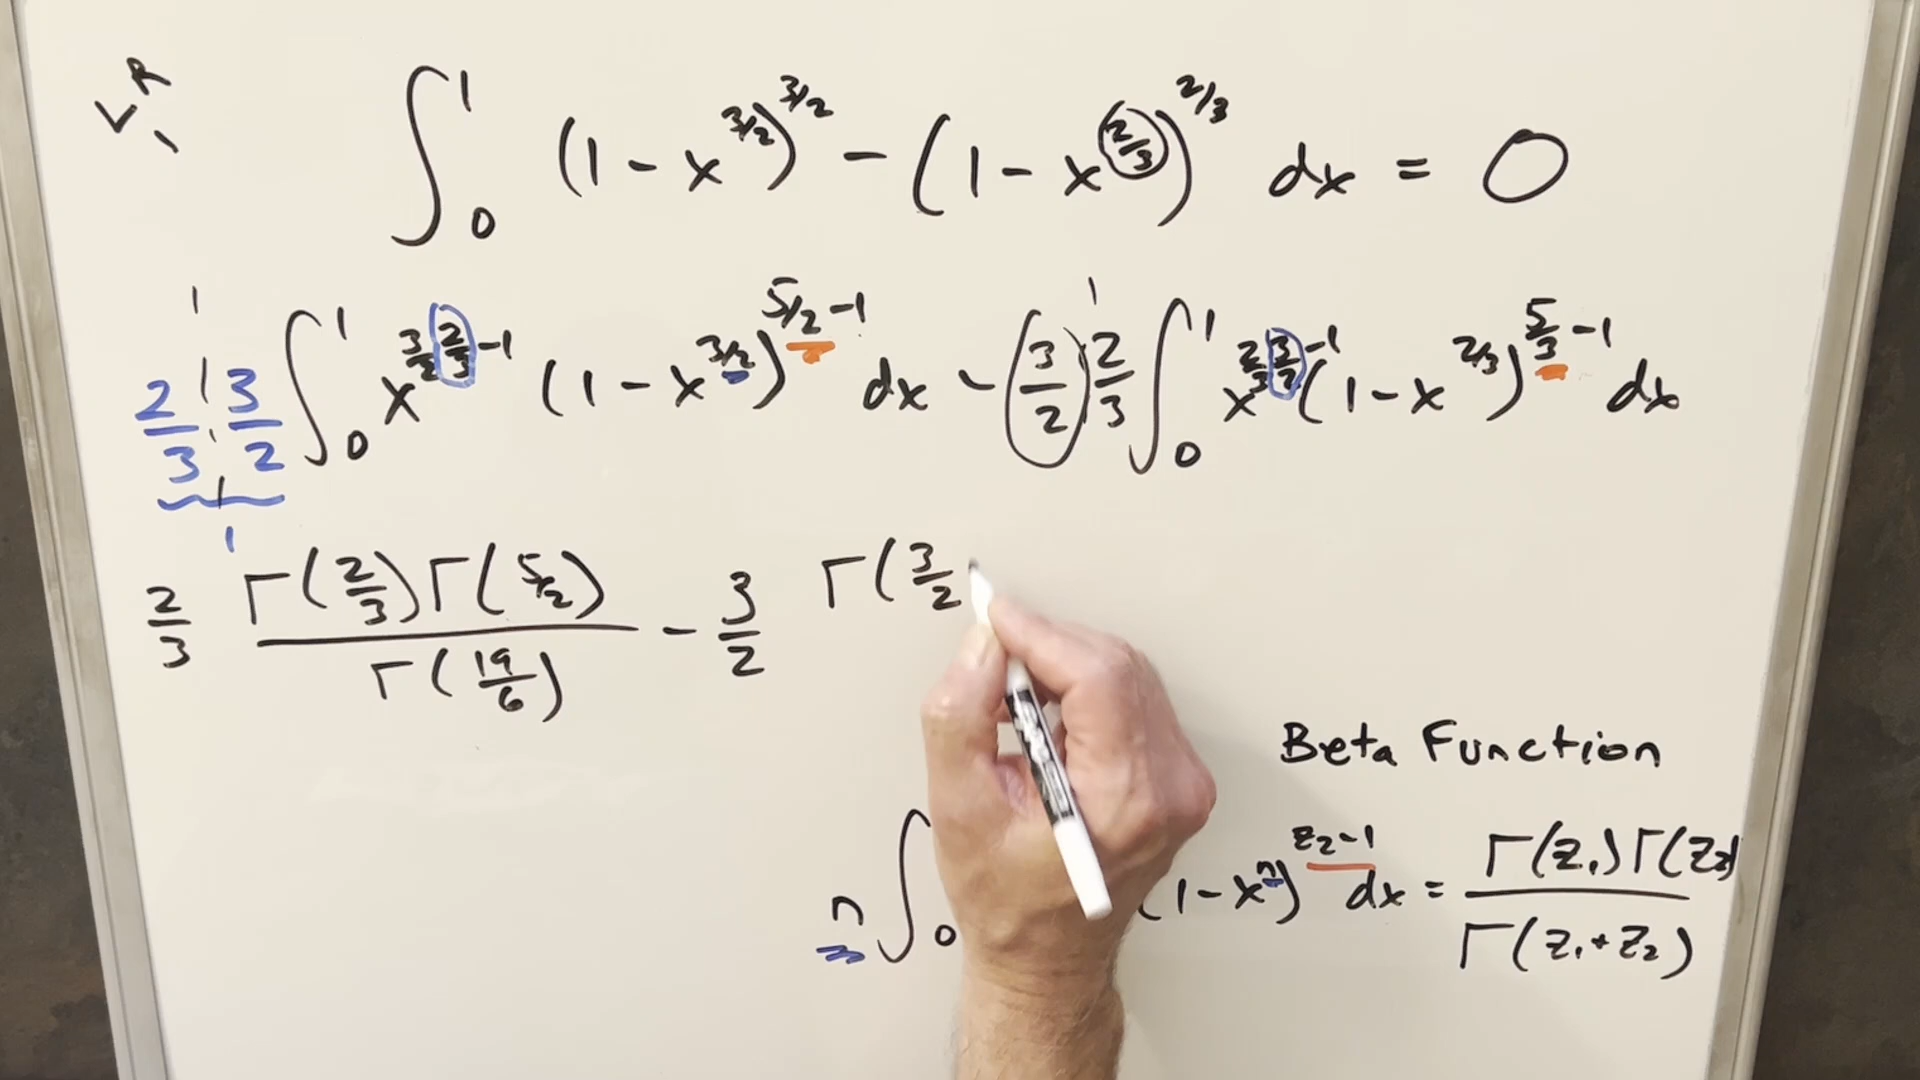 R
∫₀¹ (1 - x^(3/2))^(3/2) - (1 - x^(2/3))^(2/3) dx = 0
2/3 · 3/2 ∫₀¹ x^(3/2 2/3 - 1) (1 - x^(3/2))^(5/2 - 1) dx - (3/2) · 2/3 ∫₀¹ x^(2/3 3/2 - 1) (1 - x^(2/3))^(5/3 - 1) dx
1
2/3 Γ(2/3) Γ(5/2) / Γ(19/6) - 3/2 Γ(3/2
Beta Function
n ∫₀ (1 - xⁿ)^(z₂ - 1) dx = Γ(z₁) Γ(z₂) / Γ(z₁ + z₂)